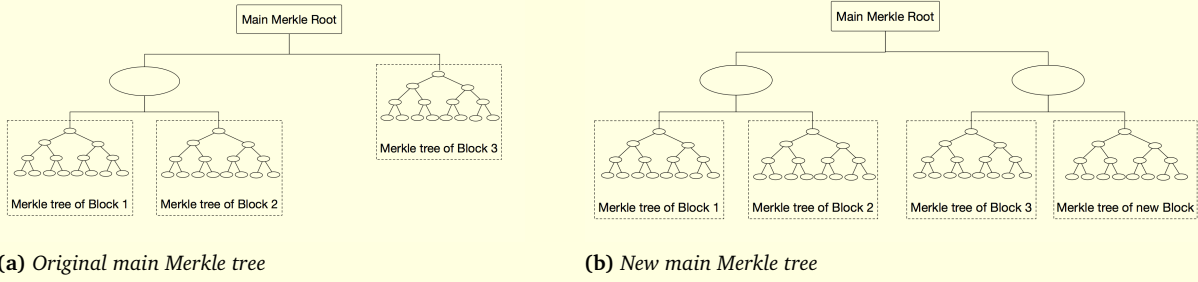 Main Merkle Root
Merkle tree of Block 3
Merkle tree of Block 1
Merkle tree of Block 2
(a) Original main Merkle tree
Main Merkle Root
Merkle tree of Block 1
Merkle tree of Block 2
Merkle tree of Block 3
Merkle tree of new Block
(b) New main Merkle tree